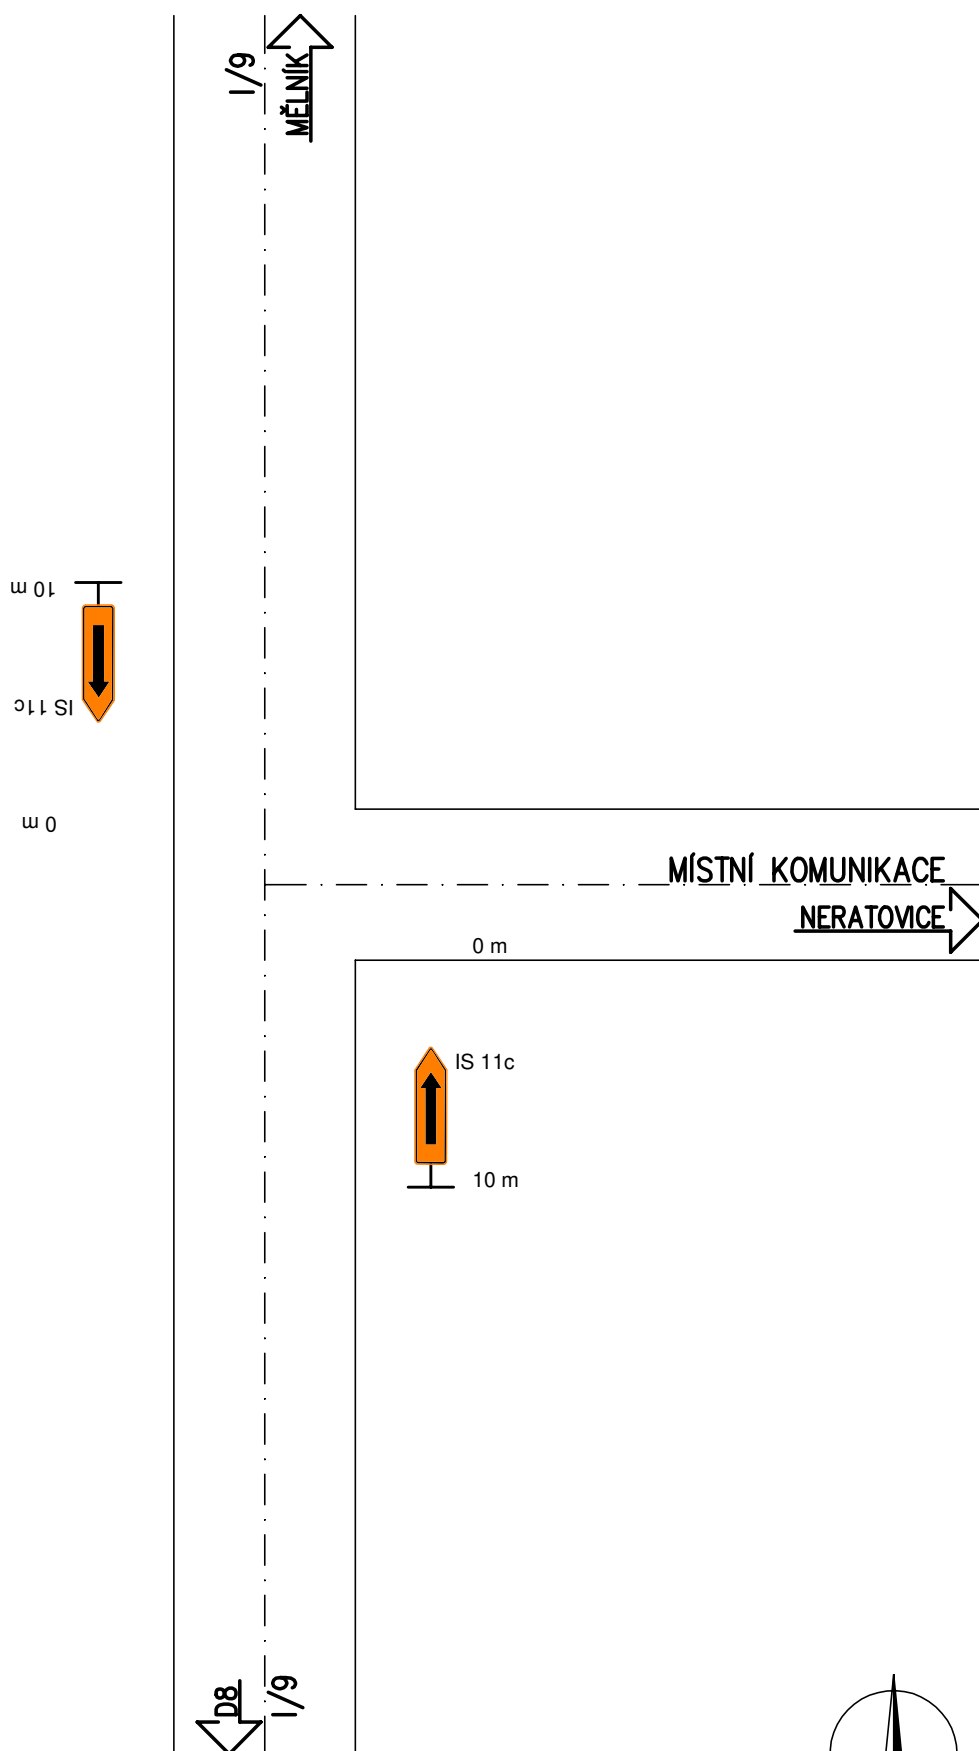 I/9
MĚLNÍK
10 m
IS 11c
0 m
MÍSTNÍ KOMUNIKACE
NERATOVICE
0 m
IS 11c
10 m
D8
I/9